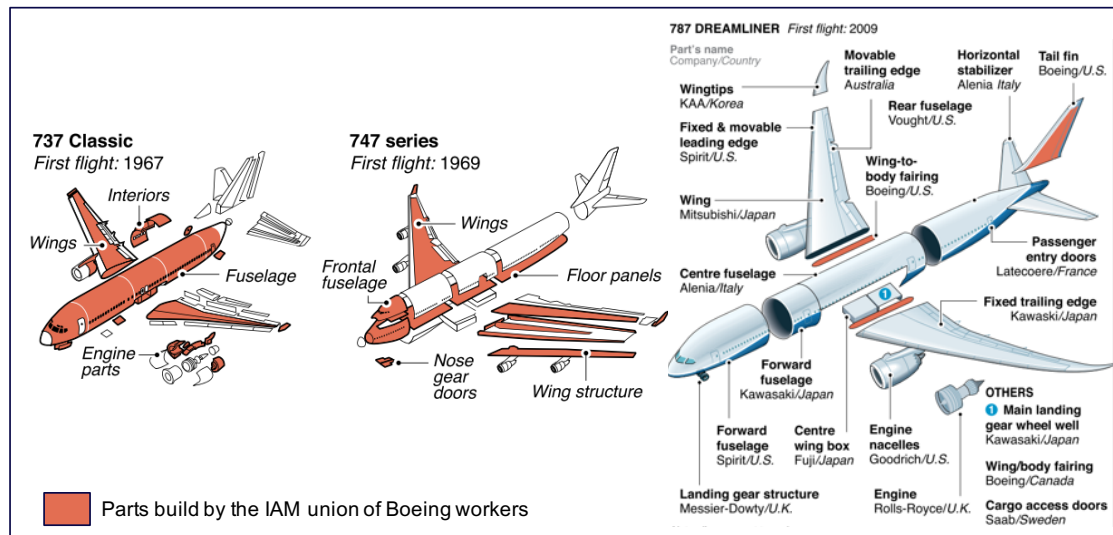 737 Classic
First flight: 1967
Interiors
Wings
Fuselage
Engine
parts
747 series
First flight: 1969
Wings
Frontal
fuselage
Floor panels
Nose
gear
doors
Wing structure
787 DREAMLINER First flight: 2009
Part's name
Company/Country
Wingtips
KAA/Korea
Movable
trailing edge
Australia
Horizontal
stabilizer
Alenia Italy
Tail fin
Boeing/U.S.
Rear fuselage
Vought/U.S.
Fixed & movable
leading edge
Spirit/U.S.
Wing-to-
body fairing
Boeing/U.S.
Wing
Mitsubishi/Japan
Passenger
entry doors
Latecoere/France
Centre fuselage
Alenia/Italy
1
Fixed trailing edge
Kawaski/Japan
Forward
fuselage
Kawasaki/Japan
Forward
fuselage
Spirit/U.S.
Centre
wing box
Fuji/Japan
Engine
nacelles
Goodrich/U.S.
Landing gear structure
Messier-Dowty/U.K.
Engine
Rolls-Royce/U.K.
OTHERS
1 Main landing
gear wheel well
Kawasaki/Japan
Wing/body fairing
Boeing/Canada
Cargo access doors
Saab/Sweden
Parts build by the IAM union of Boeing workers